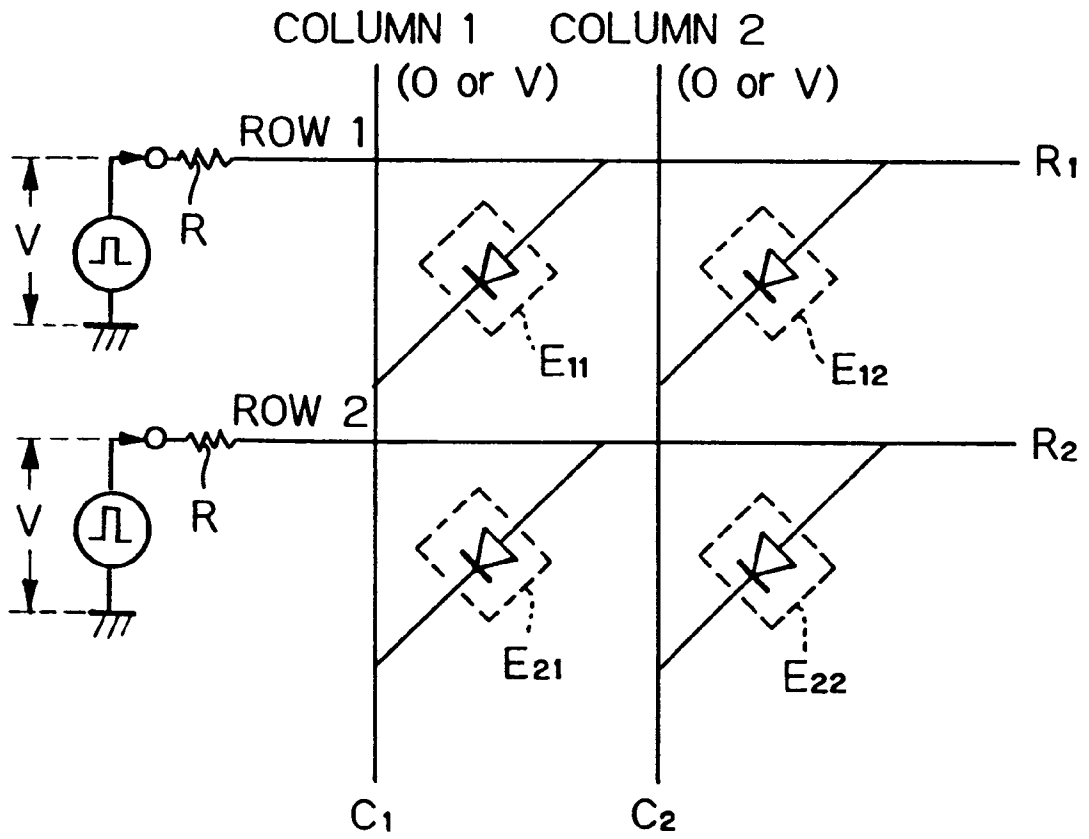 COLUMN 1 COLUMN 2
(0 or V) (0 or V)
ROW 1
R1
V
R
E11
E12
ROW 2
R2
V
R
E21
E22
C1
C2